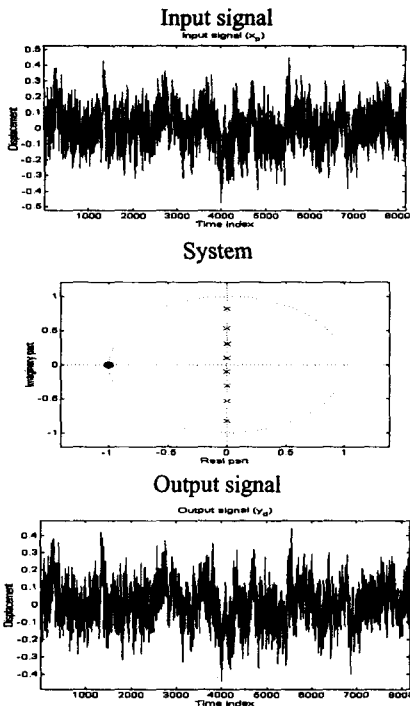 Input signal
Input signal (xp)
Displacement
0.5
0.4
0.3
0.2
0.1
0
-0.1
-0.2
-0.3
-0.4
-0.5
1000 2000 3000 4000 5000 6000 7000 8000
Time index
System
Imaginary part
1
0.5
0
-0.5
-1
-1 -0.5 0 0.5 1
Real part
Output signal
Output signal (yd)
Displacement
0.4
0.3
0.2
0.1
0
-0.1
-0.2
-0.3
-0.4
1000 2000 3000 4000 5000 6000 7000 8000
Time index